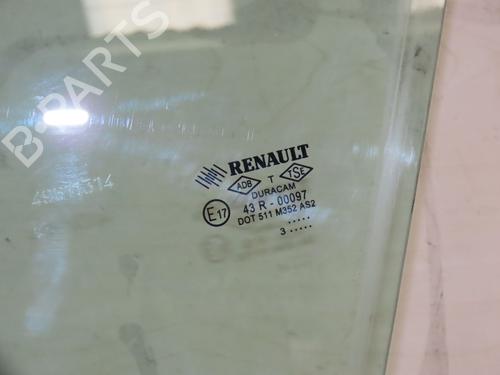 B-PARTS
RENAULT
ADB T TSE
DURACAM
E17 43 R - 00097
DOT 511 M352 AS2
.....
3 .....